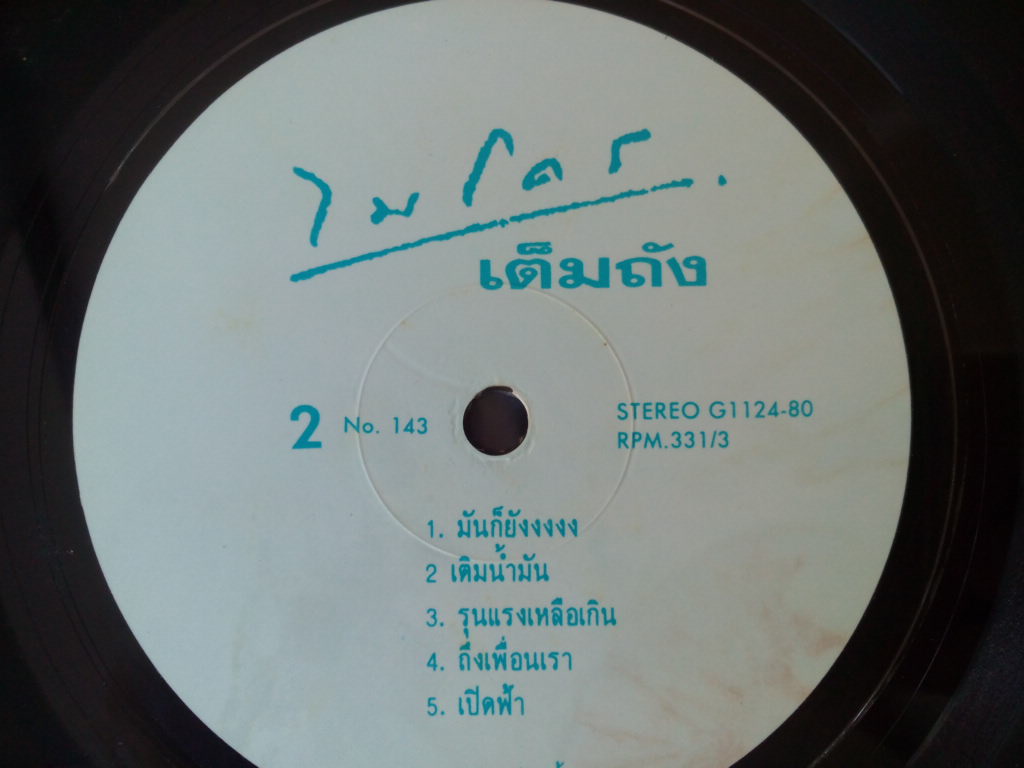 ไมโคร
เต็มถัง
2 No. 143
STEREO G1124-80
RPM.331/3
1. มันก็ยังงงงง
2 เติมน้ำมัน
3. รุนแรงเหลือเกิน
4. ถึงเพื่อนเรา
5. เปิดฟ้า